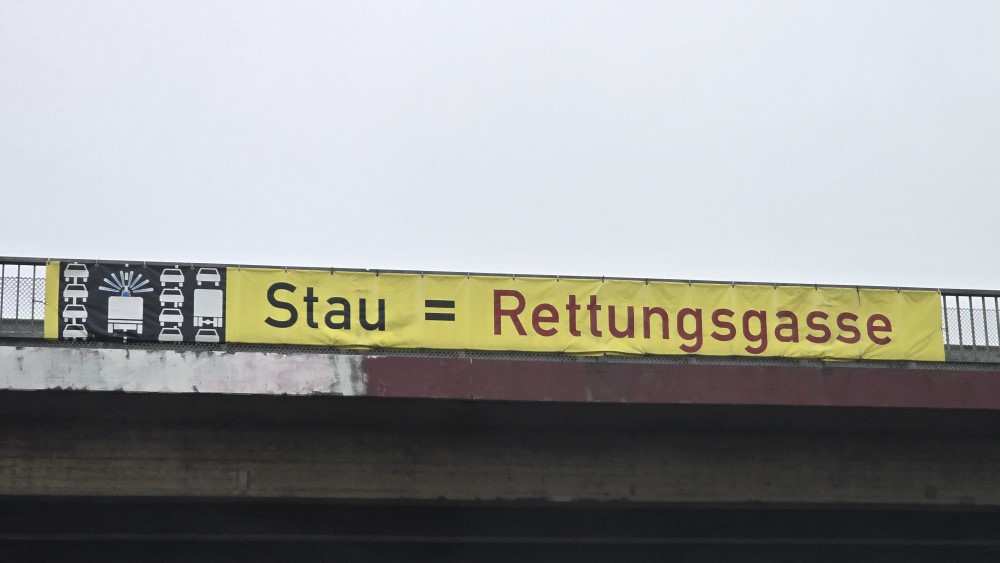 Stau = Rettungsgasse